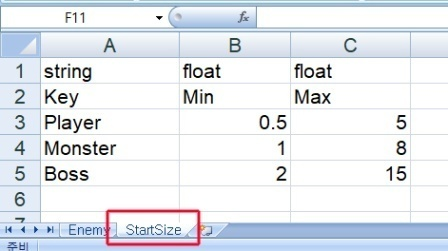 F11 fx
A B C
1 string float float
2 Key Min Max
3 Player 0.5 5
4 Monster 1 8
5 Boss 2 15
6
Enemy StartSize
준비